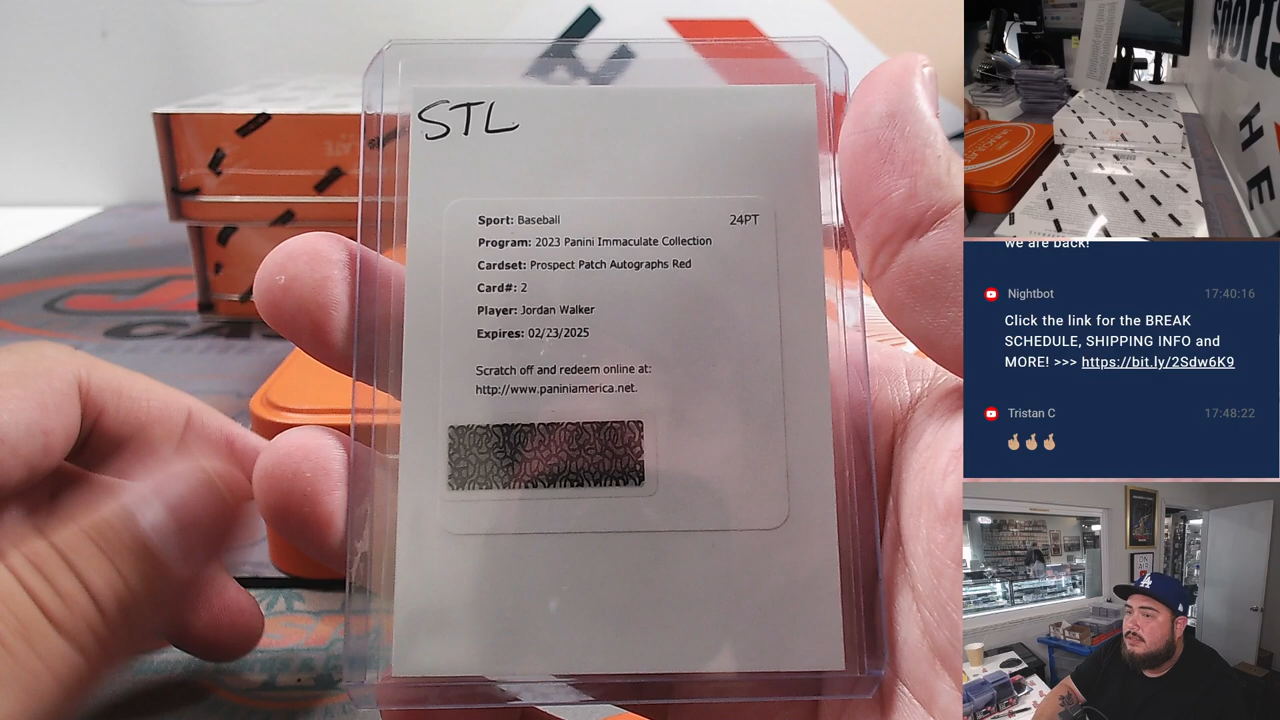 STL
Sport: Baseball
24PT
Program: 2023 Panini Immaculate Collection
Cardset: Prospect Patch Autographs Red
Card#: 2
Player: Jordan Walker
Expires: 02/23/2025
Scratch off and redeem online at:
http://www.paniniamerica.net.
sports
HE
we are back!
Nightbot 17:40:16
Click the link for the BREAK
SCHEDULE, SHIPPING INFO and
MORE! >>> https://bit.ly/2Sdw6K9
Tristan C 17:48:22
LA